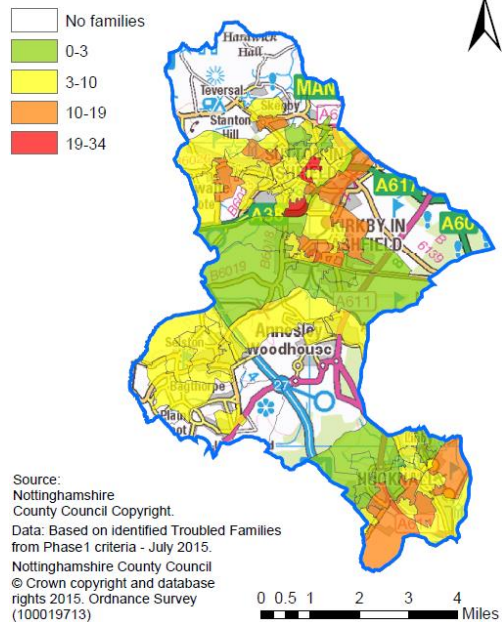 No families
0-3
3-10
10-19
19-34
Hardwick
Hall
Teversal
MAN
Skegby
Stanton
Hill
A617
KIRKBY IN
ASHFIELD
B
6139
A38
B6019
A611
Annesley
Woodhouse
Selston
Bagthorpe
27
HUCKNALL
Source:
Nottinghamshire
County Council Copyright.
Data: Based on identified Troubled Families
from Phase1 criteria - July 2015.
Nottinghamshire County Council
© Crown copyright and database
rights 2015. Ordnance Survey
(100019713)
0 0.5 1 2 3 4
Miles